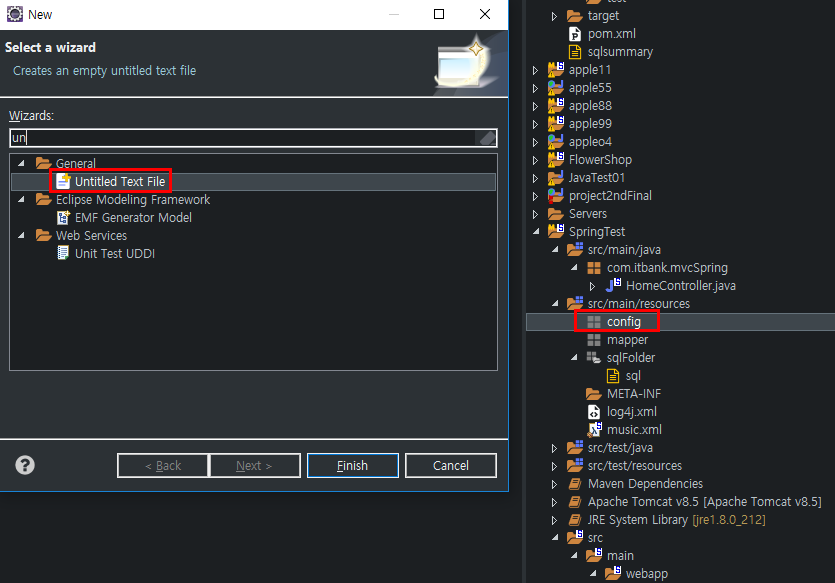 New
Select a wizard
Creates an empty untitled text file
Wizards:
un
General
Untitled Text File
Eclipse Modeling Framework
EMF Generator Model
Web Services
Unit Test UDDI
< Back
Next >
Finish
Cancel
target
pom.xml
sqlsummary
apple11
apple55
apple88
apple99
appleo4
FlowerShop
JavaTest01
project2ndFinal
Servers
SpringTest
src/main/java
com.itbank.mvcSpring
HomeController.java
src/main/resources
config
mapper
sqlFolder
sql
META-INF
log4j.xml
music.xml
src/test/java
src/test/resources
Maven Dependencies
Apache Tomcat v8.5 [Apache Tomcat v8.5]
JRE System Library [jre1.8.0_212]
src
main
webapp